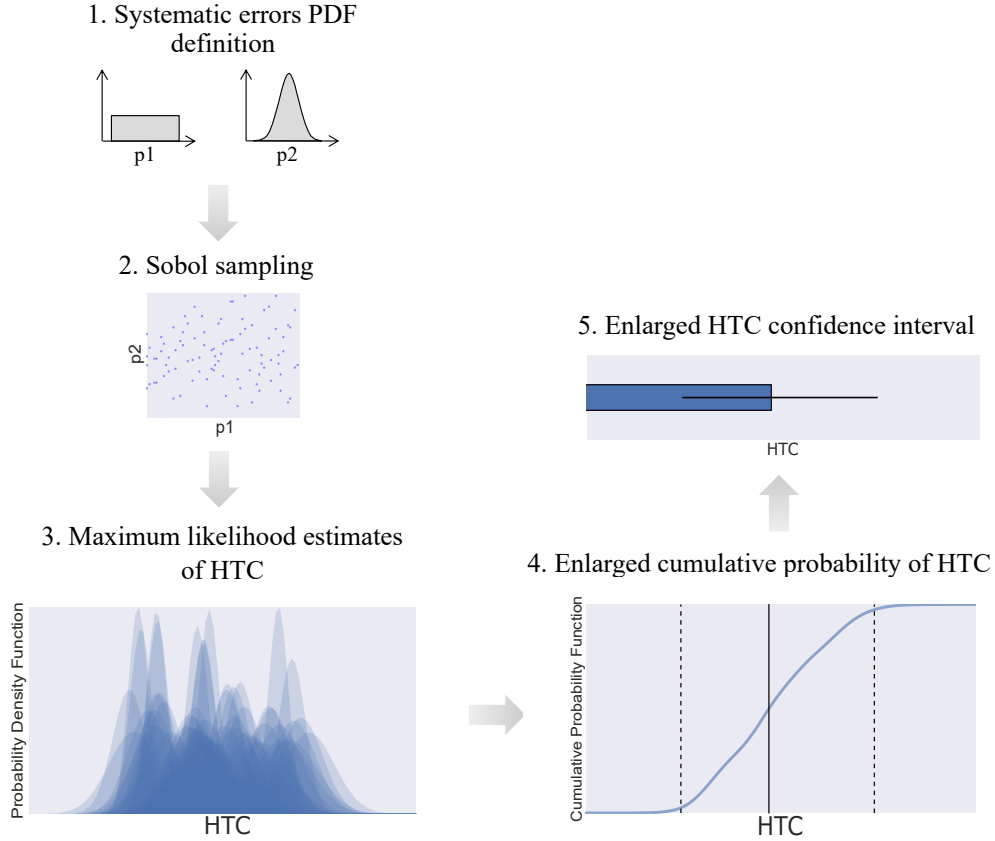 1. Systematic errors PDF
definition
p1
p2
2. Sobol sampling
p2
p1
3. Maximum likelihood estimates
of HTC
Probability Density Function
HTC
4. Enlarged cumulative probability of HTC
Cumulative Probability Function
HTC
5. Enlarged HTC confidence interval
HTC